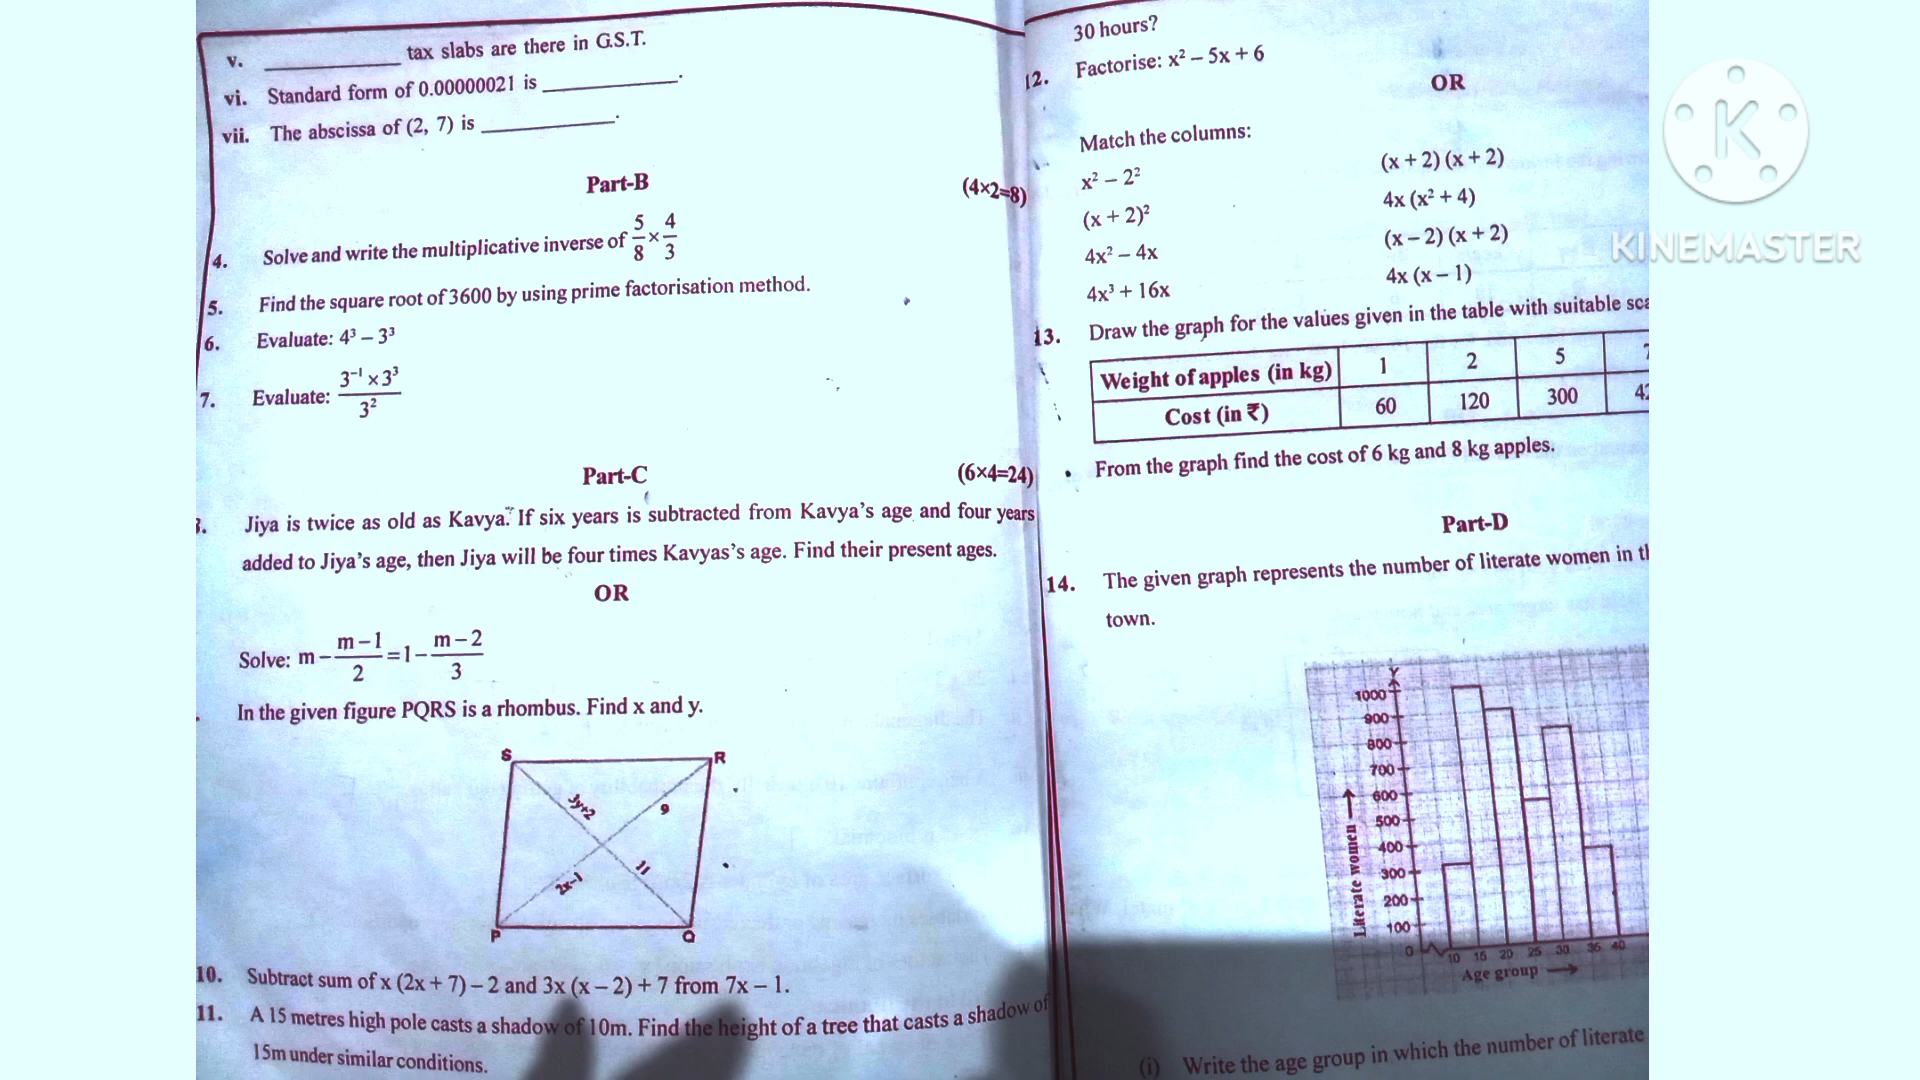 v. __________ tax slabs are there in G.S.T.
vi. Standard form of 0.00000021 is __________.
vii. The abscissa of (2, 7) is __________.
Part-B (4×2=8)
4. Solve and write the multiplicative inverse of 5/8 × 4/3
5. Find the square root of 3600 by using prime factorisation method.
6. Evaluate: 4³ – 3³
7. Evaluate: (3⁻¹ × 3³)/3²
Part-C (6×4=24)
Jiya is twice as old as Kavya. If six years is subtracted from Kavya's age and four years
added to Jiya's age, then Jiya will be four times Kavyas's age. Find their present ages.
OR
Solve: m – (m – 1)/2 = 1 – (m – 2)/3
In the given figure PQRS is a rhombus. Find x and y.
S R
3y+2 9
2x–1 11
P Q
10. Subtract sum of x (2x + 7) – 2 and 3x (x – 2) + 7 from 7x – 1.
11. A 15 metres high pole casts a shadow of 10m. Find the height of a tree that casts a shadow of
15m under similar conditions.
30 hours?
12. Factorise: x² – 5x + 6
OR
Match the columns:
x² – 2² (x + 2) (x + 2)
(x + 2)² 4x (x² + 4)
4x² – 4x (x – 2) (x + 2)
4x³ + 16x 4x (x – 1)
13. Draw the graph for the values given in the table with suitable
Weight of apples (in kg) 1 2 5
Cost (in ₹) 60 120 300
From the graph find the cost of 6 kg and 8 kg apples.
Part-D
14. The given graph represents the number of literate women in
town.
Y
1000
900
800
700
600
500
400
300
200
100
0 10 15 20 25 30 35 40
Literate women
Age group
(i) Write the age group in which the number of literate
K
KINEMASTER